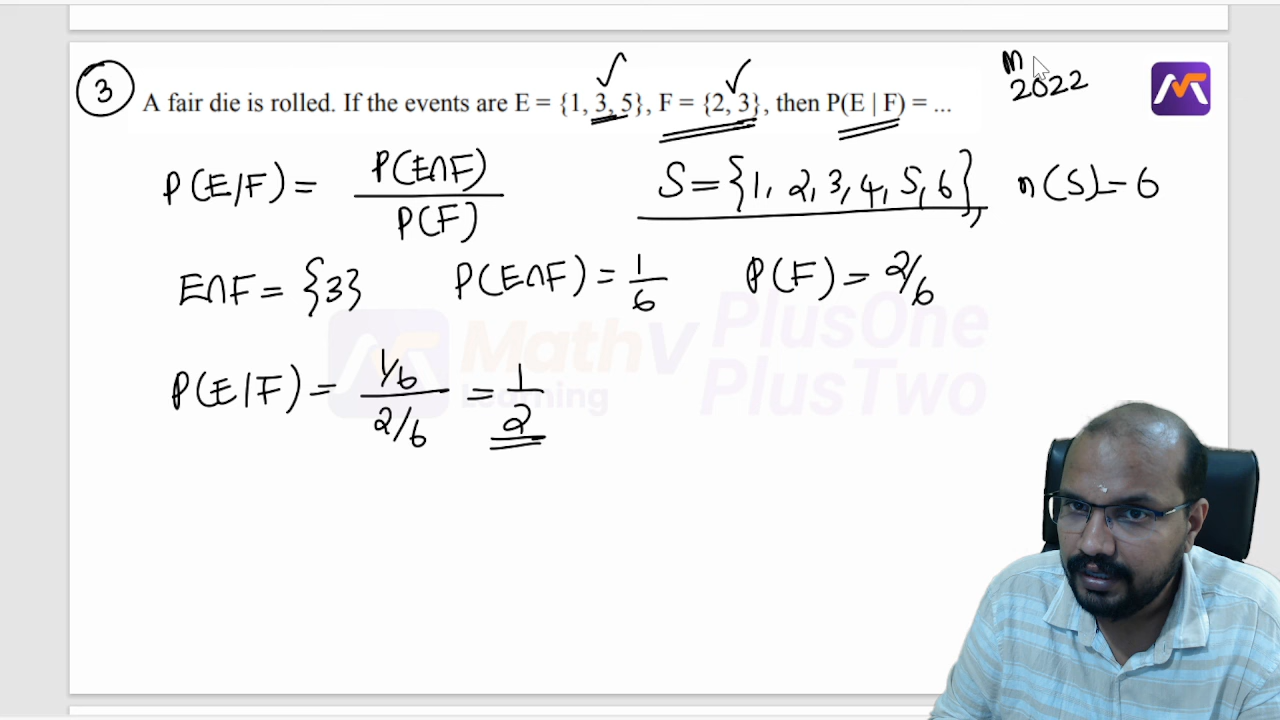 M
2022
3
A fair die is rolled. If the events are E = {1, 3, 5}, F = {2, 3}, then P(E | F) = ...
P(E/F) = P(E∩F) / P(F)
S = {1, 2, 3, 4, 5, 6}, n(S) = 6
E∩F = {3} P(E∩F) = 1/6 P(F) = 2/6
P(E/F) = 1/6 / 2/6 = 1/2
MathV
Learning
PlusOne
PlusTwo